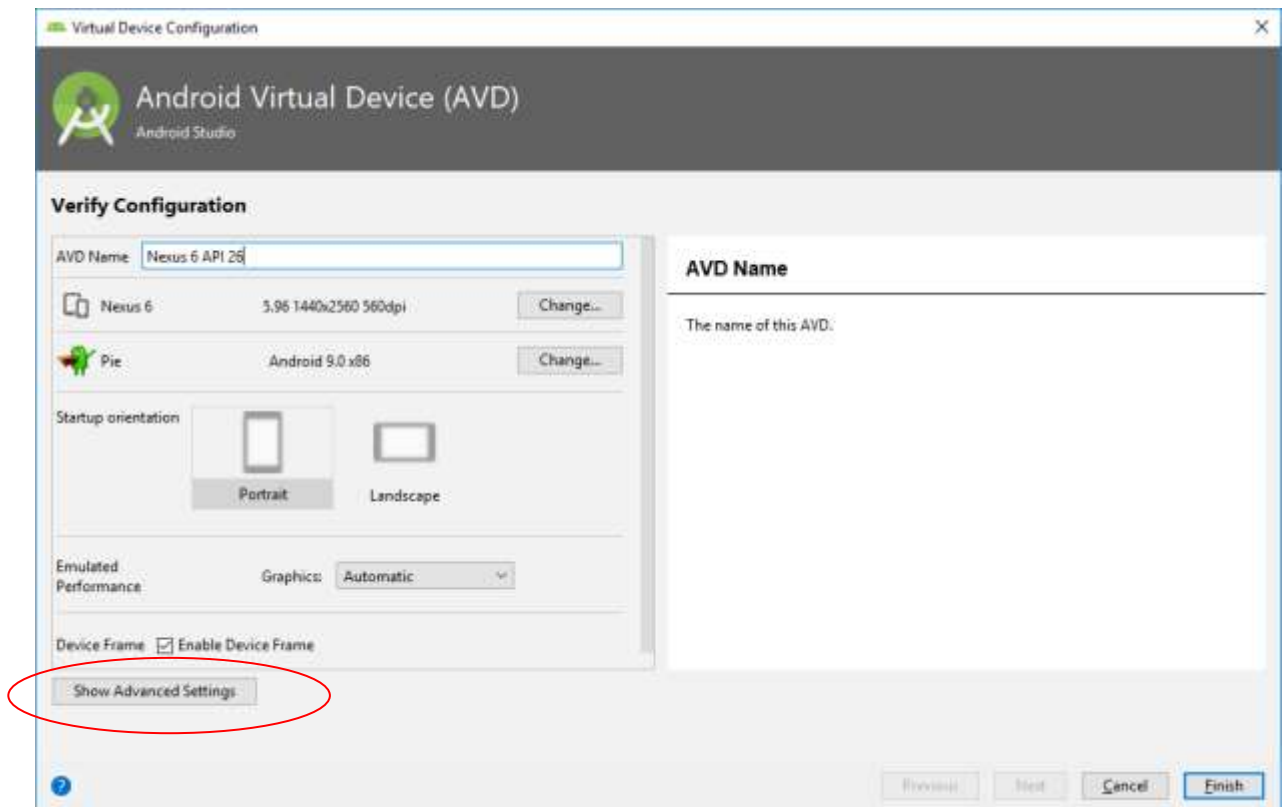 Virtual Device Configuration
Android Virtual Device (AVD)
Android Studio
Verify Configuration
AVD Name Nexus 6 API 26
Nexus 6 5.96 1440x2560 560dpi Change...
Pie Android 9.0 x86 Change...
Startup orientation
Portrait Landscape
Emulated
Performance
Graphics: Automatic
Device Frame Enable Device Frame
Show Advanced Settings
AVD Name
The name of this AVD.
? Previous Next Cancel Finish